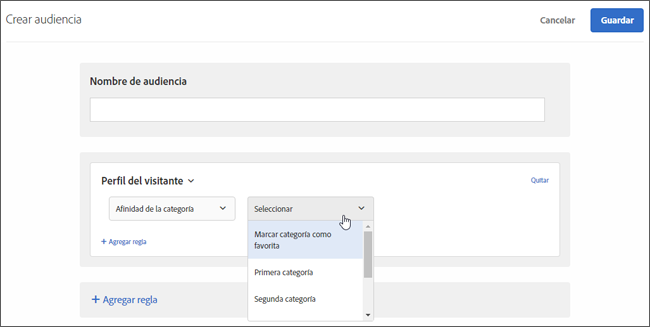 Crear audiencia
Cancelar
Guardar
Nombre de audiencia
Perfil del visitante
Quitar
Afinidad de la categoría
Seleccionar
Marcar categoría como
favorita
Primera categoría
Segunda categoría
+ Agregar regla
+ Agregar regla